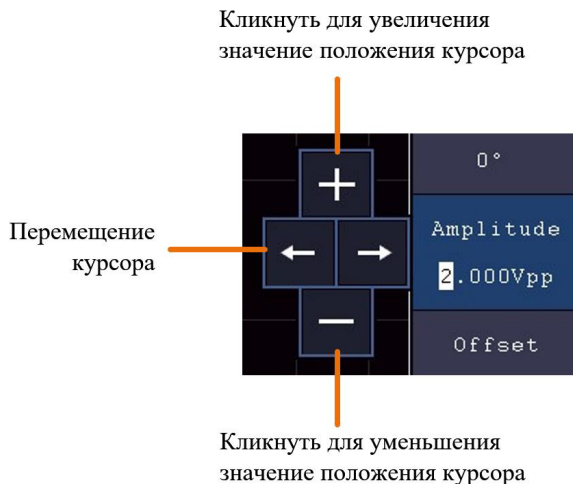 Кликнуть для увеличения
значение положения курсора
0°
+
Перемещение
курсора
← →
Amplitude
2.000Vpp
−
Offset
Кликнуть для уменьшения
значение положения курсора